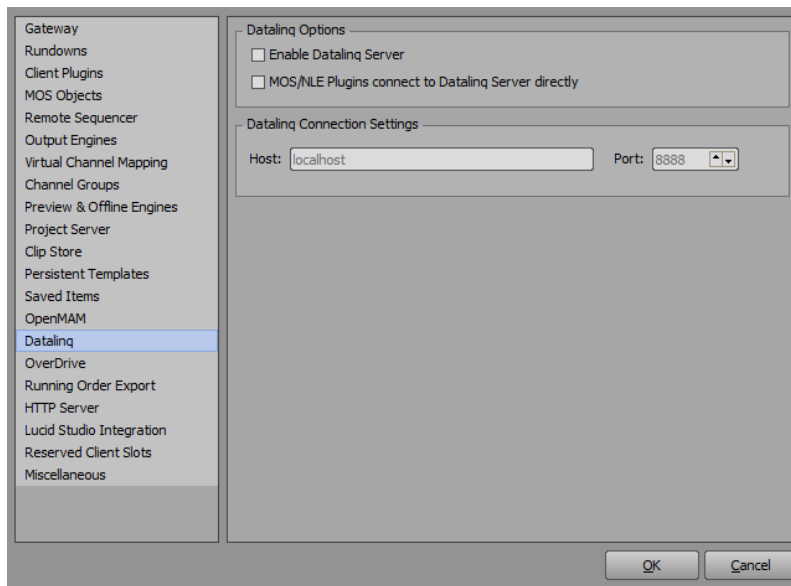 Gateway
Rundowns
Client Plugins
MOS Objects
Remote Sequencer
Output Engines
Virtual Channel Mapping
Channel Groups
Preview & Offline Engines
Project Server
Clip Store
Persistent Templates
Saved Items
OpenMAM
Datalinq
OverDrive
Running Order Export
HTTP Server
Lucid Studio Integration
Reserved Client Slots
Miscellaneous
Datalinq Options
Enable Datalinq Server
MOS/NLE Plugins connect to Datalinq Server directly
Datalinq Connection Settings
Host: localhost Port: 8888
OK Cancel